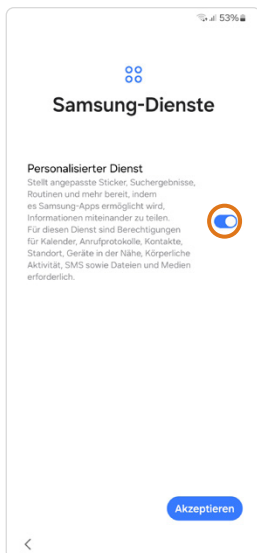 53%
Samsung-Dienste
Personalisierter Dienst
Stellt angepasste Sticker, Suchergebnisse,
Routinen und mehr bereit, indem
es Samsung-Apps ermöglicht wird,
Informationen miteinander zu teilen.
Für diesen Dienst sind Berechtigungen
für Kalender, Anrufprotokolle, Kontakte,
Standort, Geräte in der Nähe, Körperliche
Aktivität, SMS sowie Dateien und Medien
erforderlich.
Akzeptieren